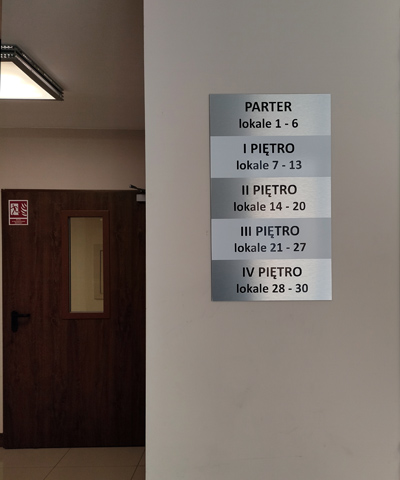 PARTER
lokale 1 - 6
I PIĘTRO
lokale 7 - 13
II PIĘTRO
lokale 14 - 20
III PIĘTRO
lokale 21 - 27
IV PIĘTRO
lokale 28 - 30